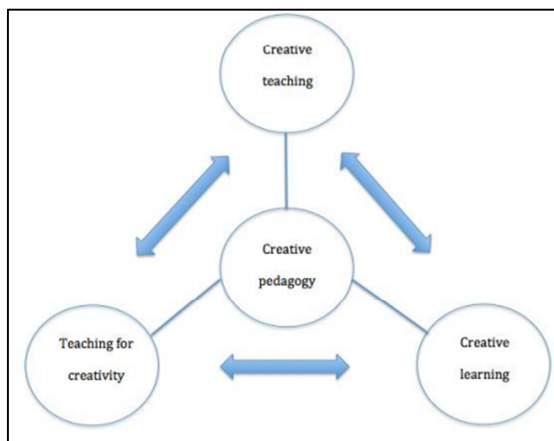 Creative
teaching
Creative
pedagogy
Teaching for
creativity
Creative
learning